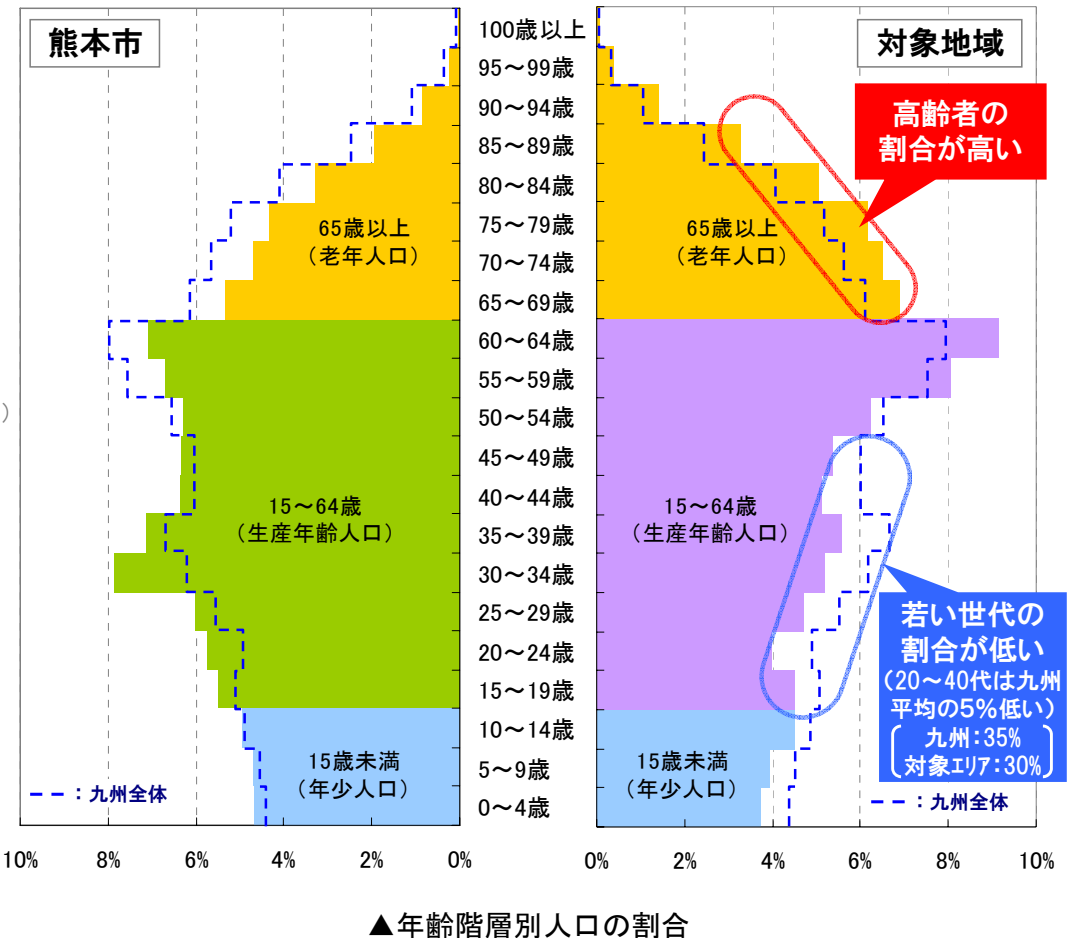 熊本市
65歳以上
（老年人口）
15～64歳
（生産年齢人口）
15歳未満
（年少人口）
：九州全体
10%
8%
6%
4%
2%
0%
100歳以上
95～99歳
90～94歳
85～89歳
80～84歳
75～79歳
70～74歳
65～69歳
60～64歳
55～59歳
50～54歳
45～49歳
40～44歳
35～39歳
30～34歳
25～29歳
20～24歳
15～19歳
10～14歳
5～9歳
0～4歳
）
対象地域
高齢者の
割合が高い
65歳以上
（老年人口）
15～64歳
（生産年齢人口）
若い世代の
割合が低い
（20～40代は九州
平均の5%低い）
九州：35%
対象ｴﾘｱ：30%
15歳未満
（年少人口）
：九州全体
0%
2%
4%
6%
8%
10%
▲年齢階層別人口の割合